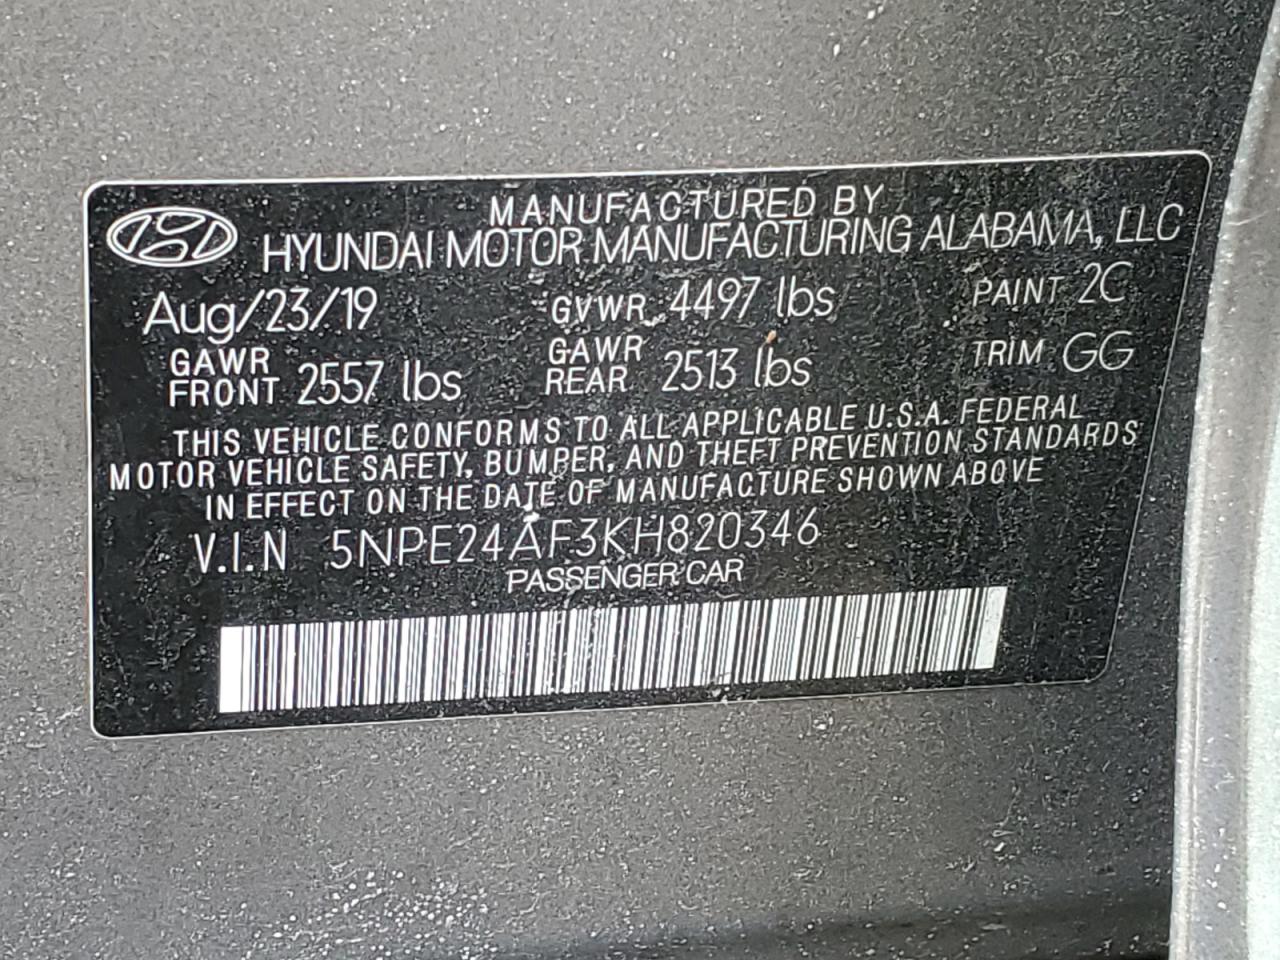 MANUFACTURED BY
HYUNDAI MOTOR MANUFACTURING ALABAMA, LLC
Aug/23/19 GVWR 4497 lbs PAINT 2C
GAWR FRONT 2557 lbs GAWR REAR 2513 lbs TRIM GG
THIS VEHICLE CONFORMS TO ALL APPLICABLE U.S.A. FEDERAL
MOTOR VEHICLE SAFETY, BUMPER, AND THEFT PREVENTION STANDARDS
IN EFFECT ON THE DATE OF MANUFACTURE SHOWN ABOVE
V.I.N 5NPE24AF3KH820346
PASSENGER CAR